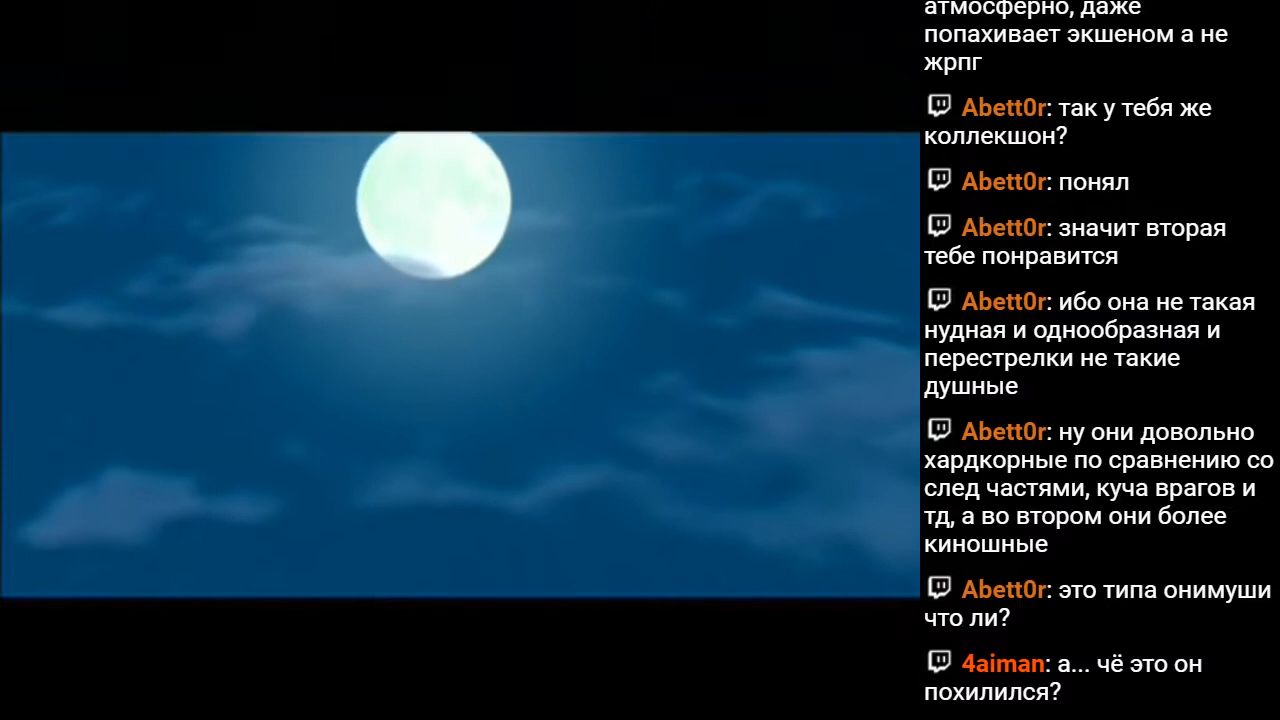 атмосферно, даже
попахивает экшеном а не
жрпг
Abett0r: так у тебя же
коллекшон?
Abett0r: понял
Abett0r: значит вторая
тебе понравится
Abett0r: ибо она не такая
нудная и однообразная и
перестрелки не такие
душные
Abett0r: ну они довольно
хардкорные по сравнению со
след частями, куча врагов и
тд, а во втором они более
киношные
Abett0r: это типа онимуши
что ли?
4aiman: а... чё это он
похилился?